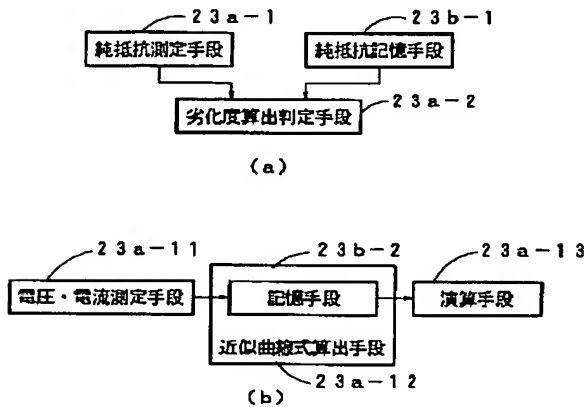 23a-1 23b-1
純抵抗測定手段 純抵抗記憶手段
23a-2
劣化度算出判定手段
(a)
23a-11 23b-2 23a-13
電圧・電流測定手段 記憶手段 演算手段
近似曲線式算出手段
23a-12
(b)